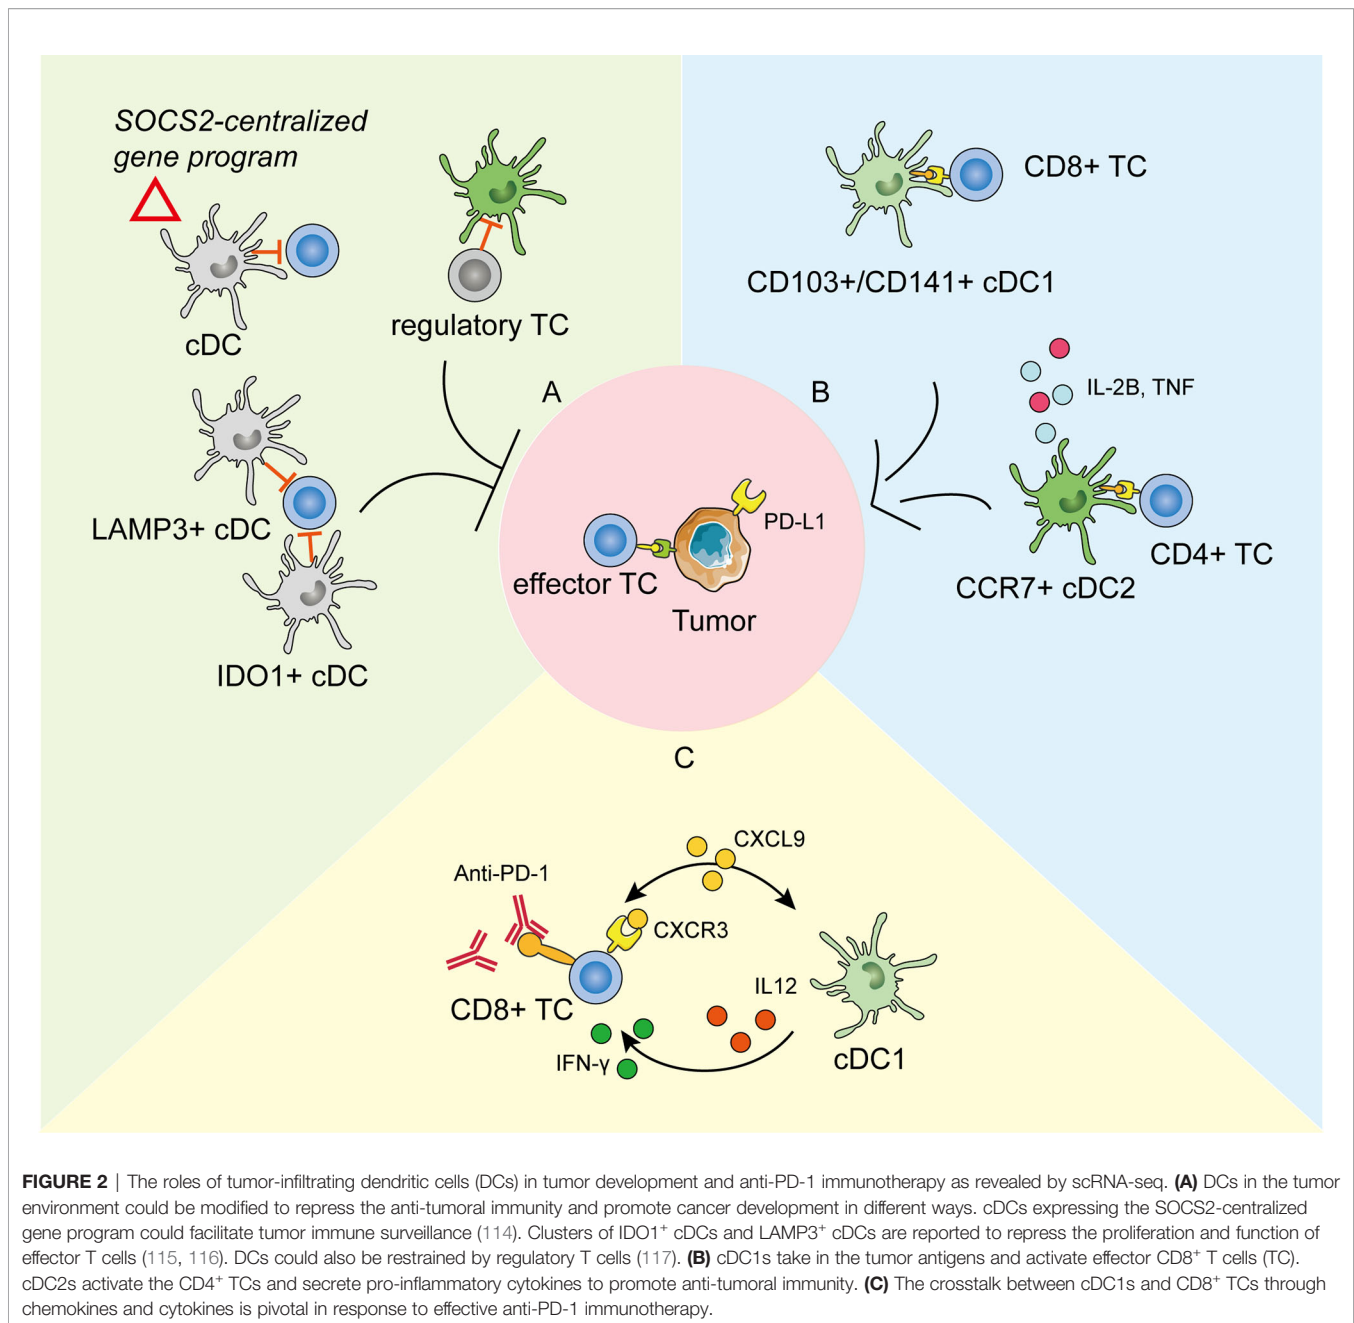 SOCS2-centralized
gene program
cDC
regulatory TC
LAMP3+ cDC
IDO1+ cDC
A
CD8+ TC
CD103+/CD141+ cDC1
B
IL-2B, TNF
CD4+ TC
CCR7+ cDC2
PD-L1
effector TC
Tumor
C
CXCL9
Anti-PD-1
CXCR3
CD8+ TC
IL12
IFN-γ
cDC1
FIGURE 2 | The roles of tumor-infiltrating dendritic cells (DCs) in tumor development and anti-PD-1 immunotherapy as revealed by scRNA-seq. (A) DCs in the tumor
environment could be modified to repress the anti-tumoral immunity and promote cancer development in different ways. cDCs expressing the SOCS2-centralized
gene program could facilitate tumor immune surveillance (114). Clusters of IDO1⁺ cDCs and LAMP3⁺ cDCs are reported to repress the proliferation and function of
effector T cells (115, 116). DCs could also be restrained by regulatory T cells (117). (B) cDC1s take in the tumor antigens and activate effector CD8⁺ T cells (TC).
cDC2s activate the CD4⁺ TCs and secrete pro-inflammatory cytokines to promote anti-tumoral immunity. (C) The crosstalk between cDC1s and CD8⁺ TCs through
chemokines and cytokines is pivotal in response to effective anti-PD-1 immunotherapy.